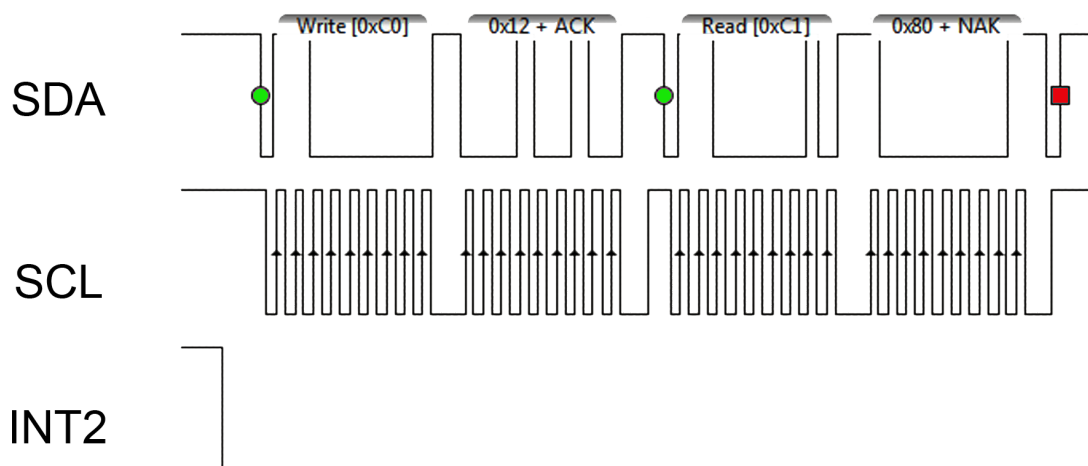 Write [0xC0] 0x12 + ACK Read [0xC1] 0x80 + NAK
SDA
SCL
INT2